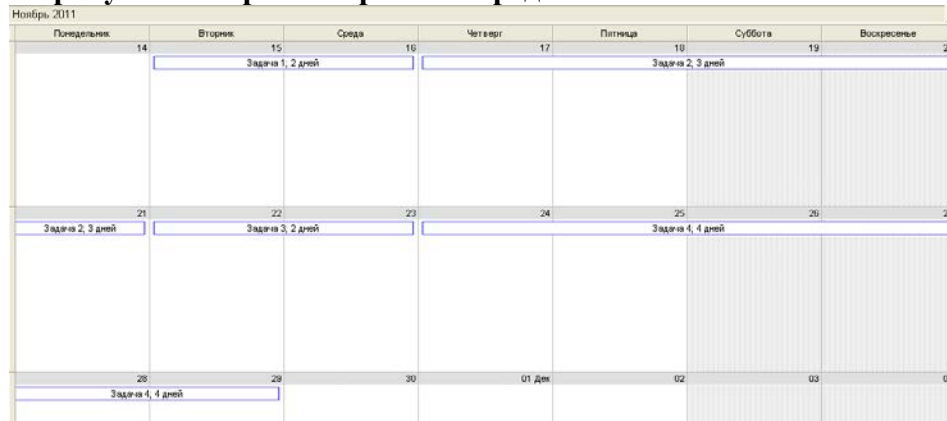 Ноябрь 2011
Понедельник Вторник Среда Четверг Пятница Суббота Воскресенье
14 15 16 17 18 19
Задача 1, 2 дней Задача 2, 3 дней
21 22 23 24 25 26
Задача 2, 3 дней Задача 3, 2 дней Задача 4, 4 дней
28 29 30 01 Дек 02 03
Задача 4, 4 дней